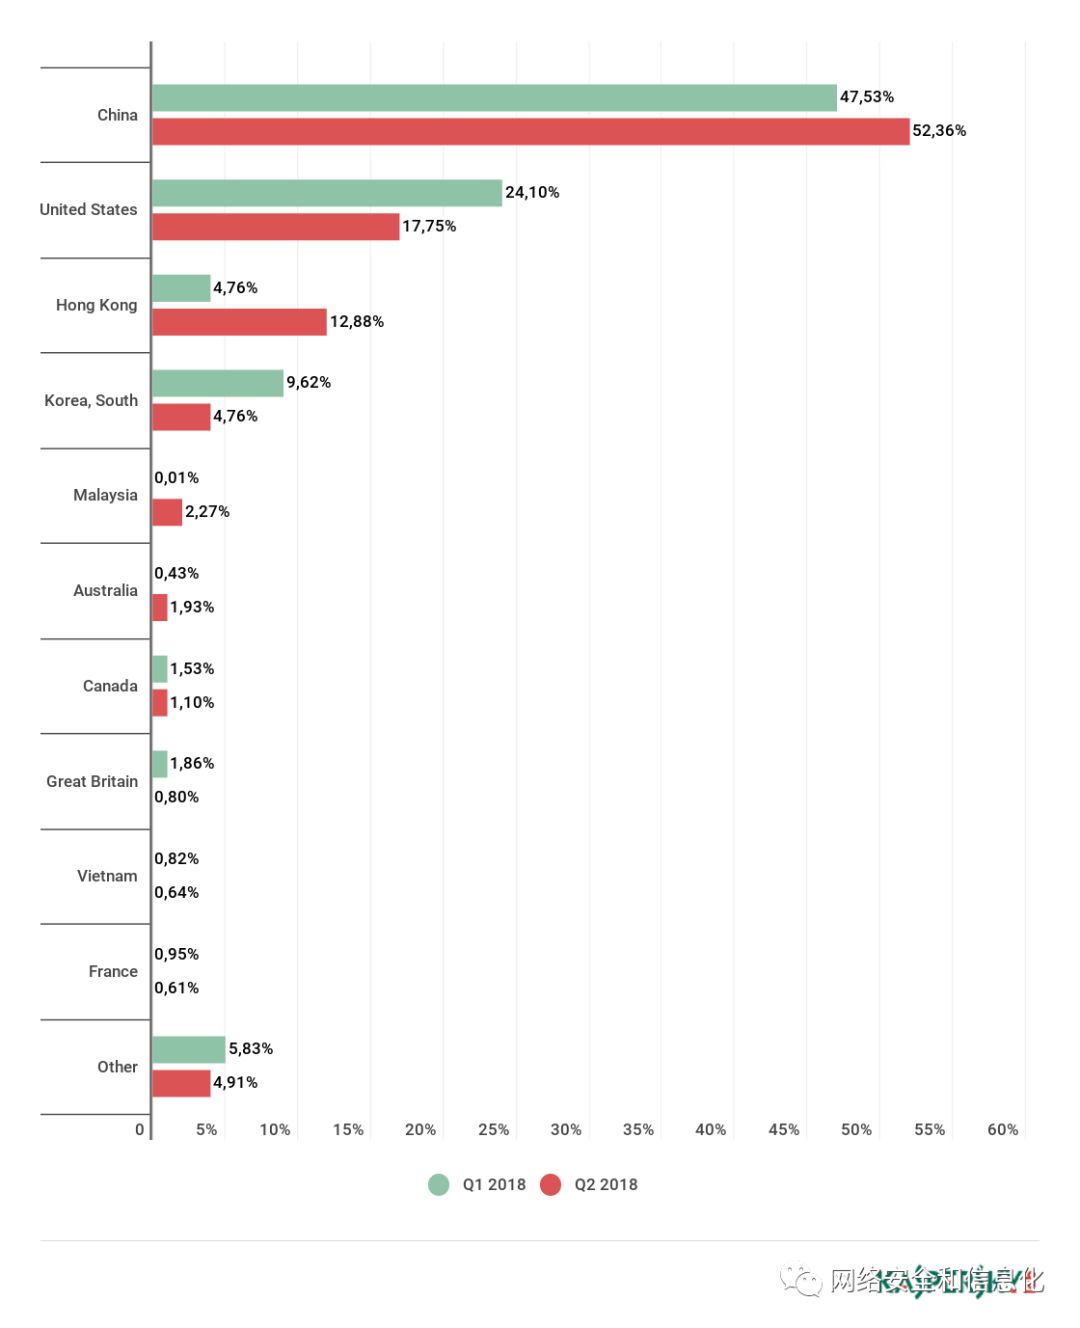 China
47,53%
52,36%
United States
24,10%
17,75%
Hong Kong
4,76%
12,88%
Korea, South
9,62%
4,76%
Malaysia
0,01%
2,27%
Australia
0,43%
1,93%
Canada
1,53%
1,10%
Great Britain
1,86%
0,80%
Vietnam
0,82%
0,64%
France
0,95%
0,61%
Other
5,83%
4,91%
0 5% 10% 15% 20% 25% 30% 35% 40% 45% 50% 55% 60%
Q1 2018 Q2 2018
网络安全和信息化
KASPERSKY